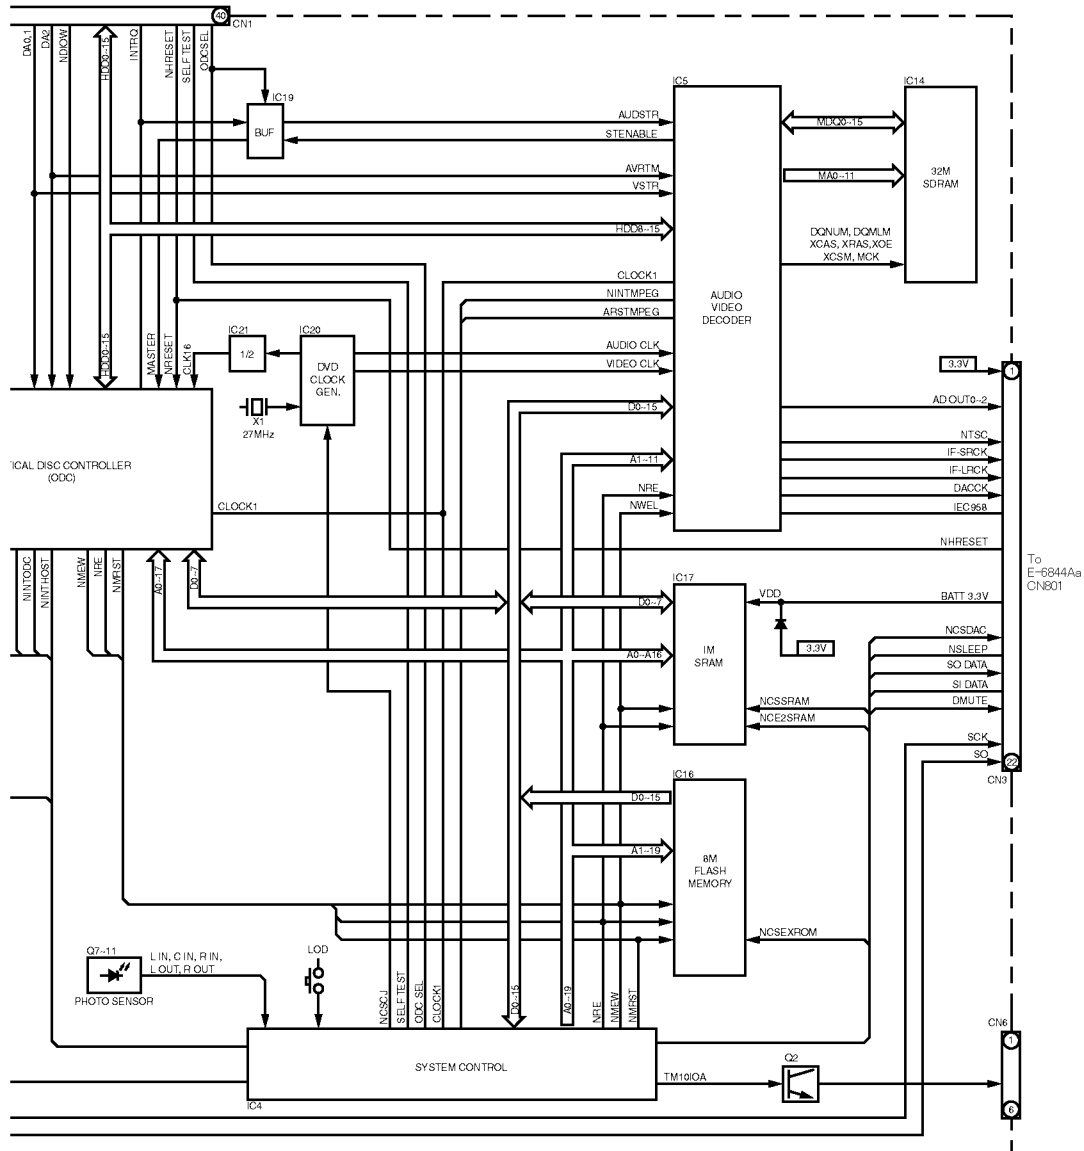 40
CN1
DA0,1
DA2
NDIOW
HDD0~15
INTRQ
NHRESET
SELF TEST
ODCSEL
IC19
BUF
IC5
IC14
AUDSTR
STENABLE
MDQ0~15
AVRTM
VSTR
MA0~11
32M
SDRAM
HDD8~15
DQNUM, DQMLM
XCAS, XRAS,XOE
XCSM, MCK
CLOCK1
NINTMPEG
ARSTMPEG
AUDIO
VIDEO
DECODER
HDD0~15
MASTER
NRESET
CLK16
IC21
1/2
IC20
DVD
CLOCK
GEN.
AUDIO CLK
VIDEO CLK
3.3V
1
X1
27MHz
D0~15
AD OUT0~2
NTSC
A1~11
IF-SRCK
IF-LRCK
TICAL DISC CONTROLLER
(ODC)
NRE
DACCK
CLOCK1
NWEL
IEC958
NHRESET
To
E-6844Aa
CN801
NINTODC
NINTHOST
NMEW
NRE
NMRST
A0~17
D0~7
IC17
D0~7
VDD
BATT 3.3V
1M
SRAM
A0~A16
3.3V
NCSDAC
NSLEEP
SO DATA
SI DATA
NCSSRAM
DMUTE
NCE2SRAM
SCK
SO
22
CN3
IC16
D0~15
8M
FLASH
MEMORY
A1~19
NCSEXROM
Q7~11
L IN, C IN, R IN,
L OUT, R OUT
PHOTO SENSOR
LOD
NCSCJ
SELF TEST
ODC SEL
CLOCK1
D0~15
A0~19
NRE
NMEW
NMRST
CN6
1
SYSTEM CONTROL
IC4
TM10IOA
Q2
6